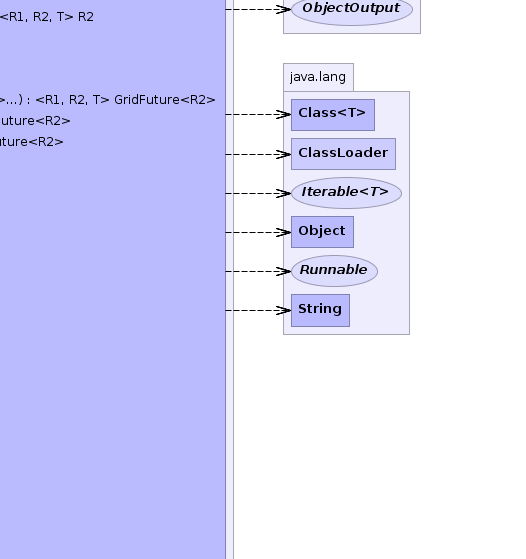 ObjectOutput
<R1, R2, T> R2
java.lang
>...) : <R1, R2, T> GridFuture<R2>
Class<T>
uture<R2>
ture<R2>
ClassLoader
Iterable<T>
Object
Runnable
String